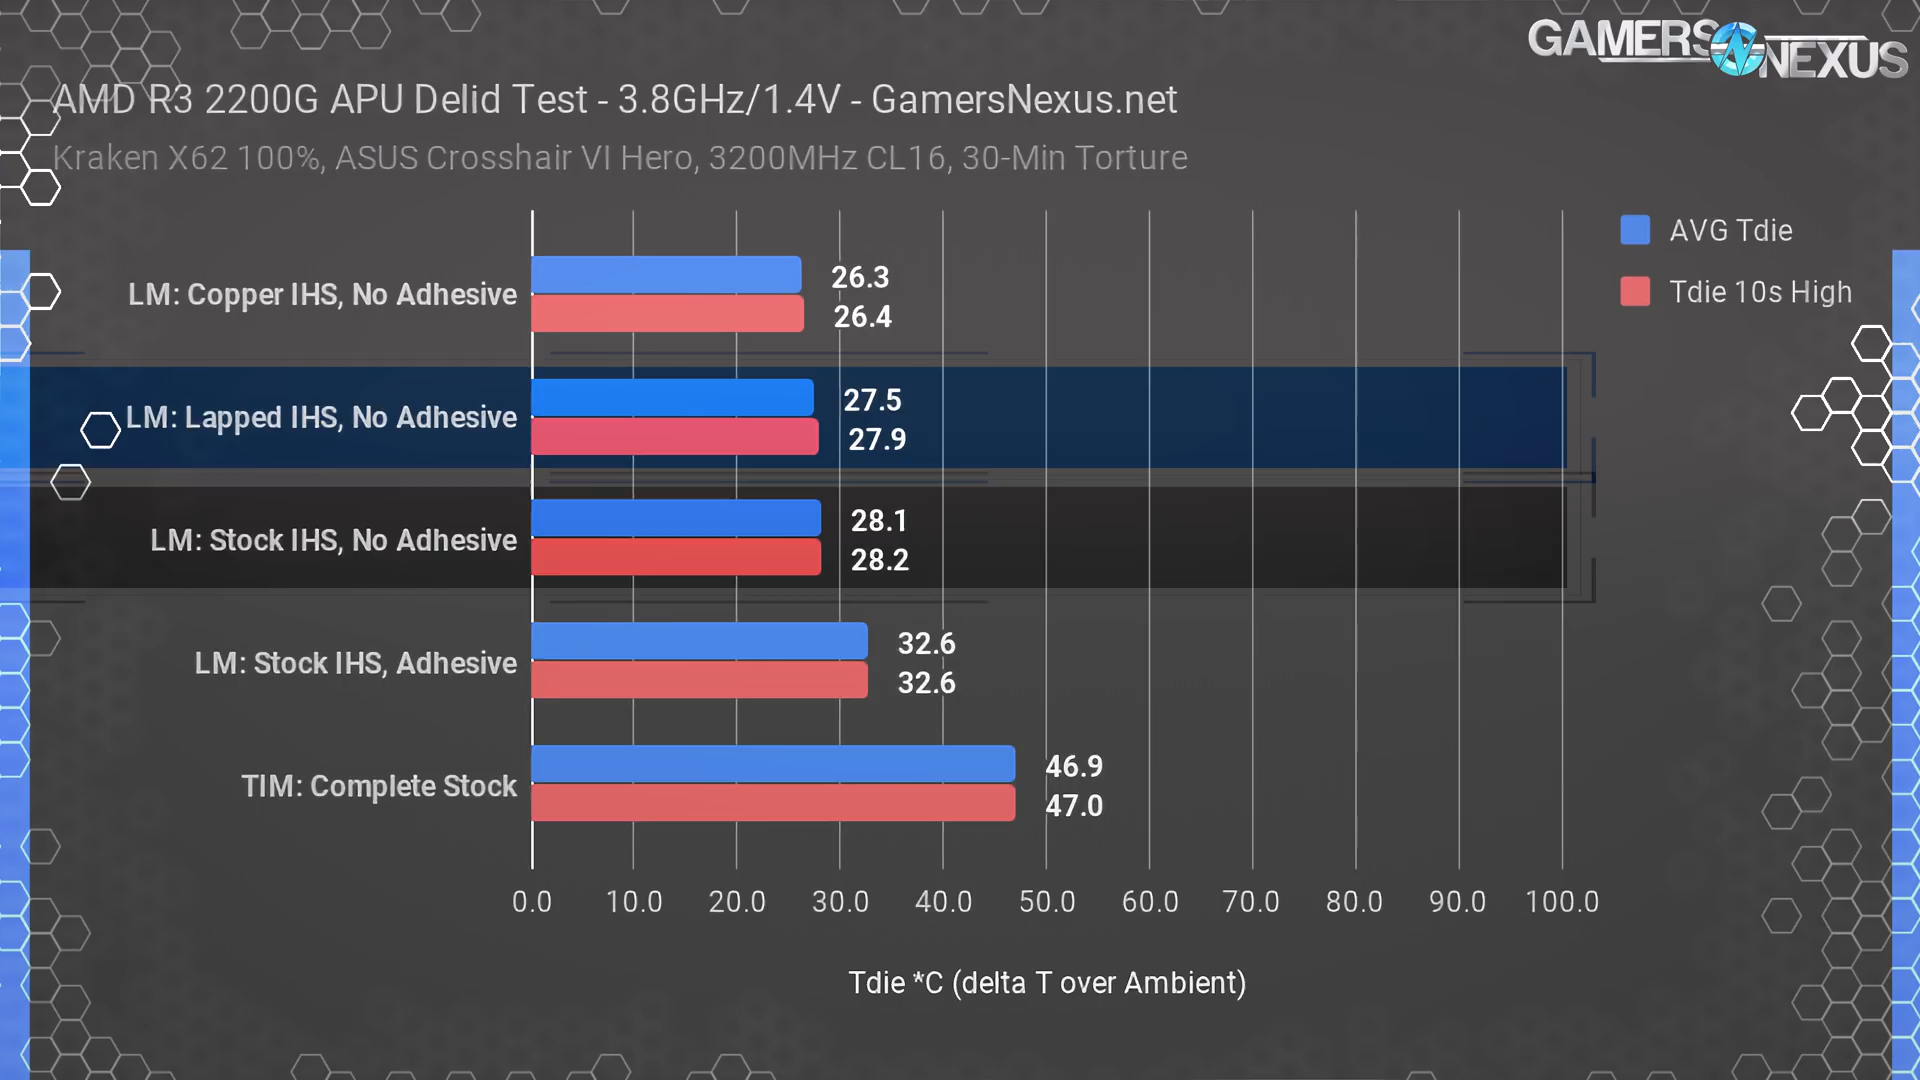 GAMERS NEXUS
AMD R3 2200G APU Delid Test - 3.8GHz/1.4V - GamersNexus.net
Kraken X62 100%, ASUS Crosshair VI Hero, 3200MHz CL16, 30-Min Torture
AVG Tdie
Tdie 10s High
LM: Copper IHS, No Adhesive
26.3
26.4
LM: Lapped IHS, No Adhesive
27.5
27.9
LM: Stock IHS, No Adhesive
28.1
28.2
LM: Stock IHS, Adhesive
32.6
32.6
TIM: Complete Stock
46.9
47.0
0.0 10.0 20.0 30.0 40.0 50.0 60.0 70.0 80.0 90.0 100.0
Tdie *C (delta T over Ambient)